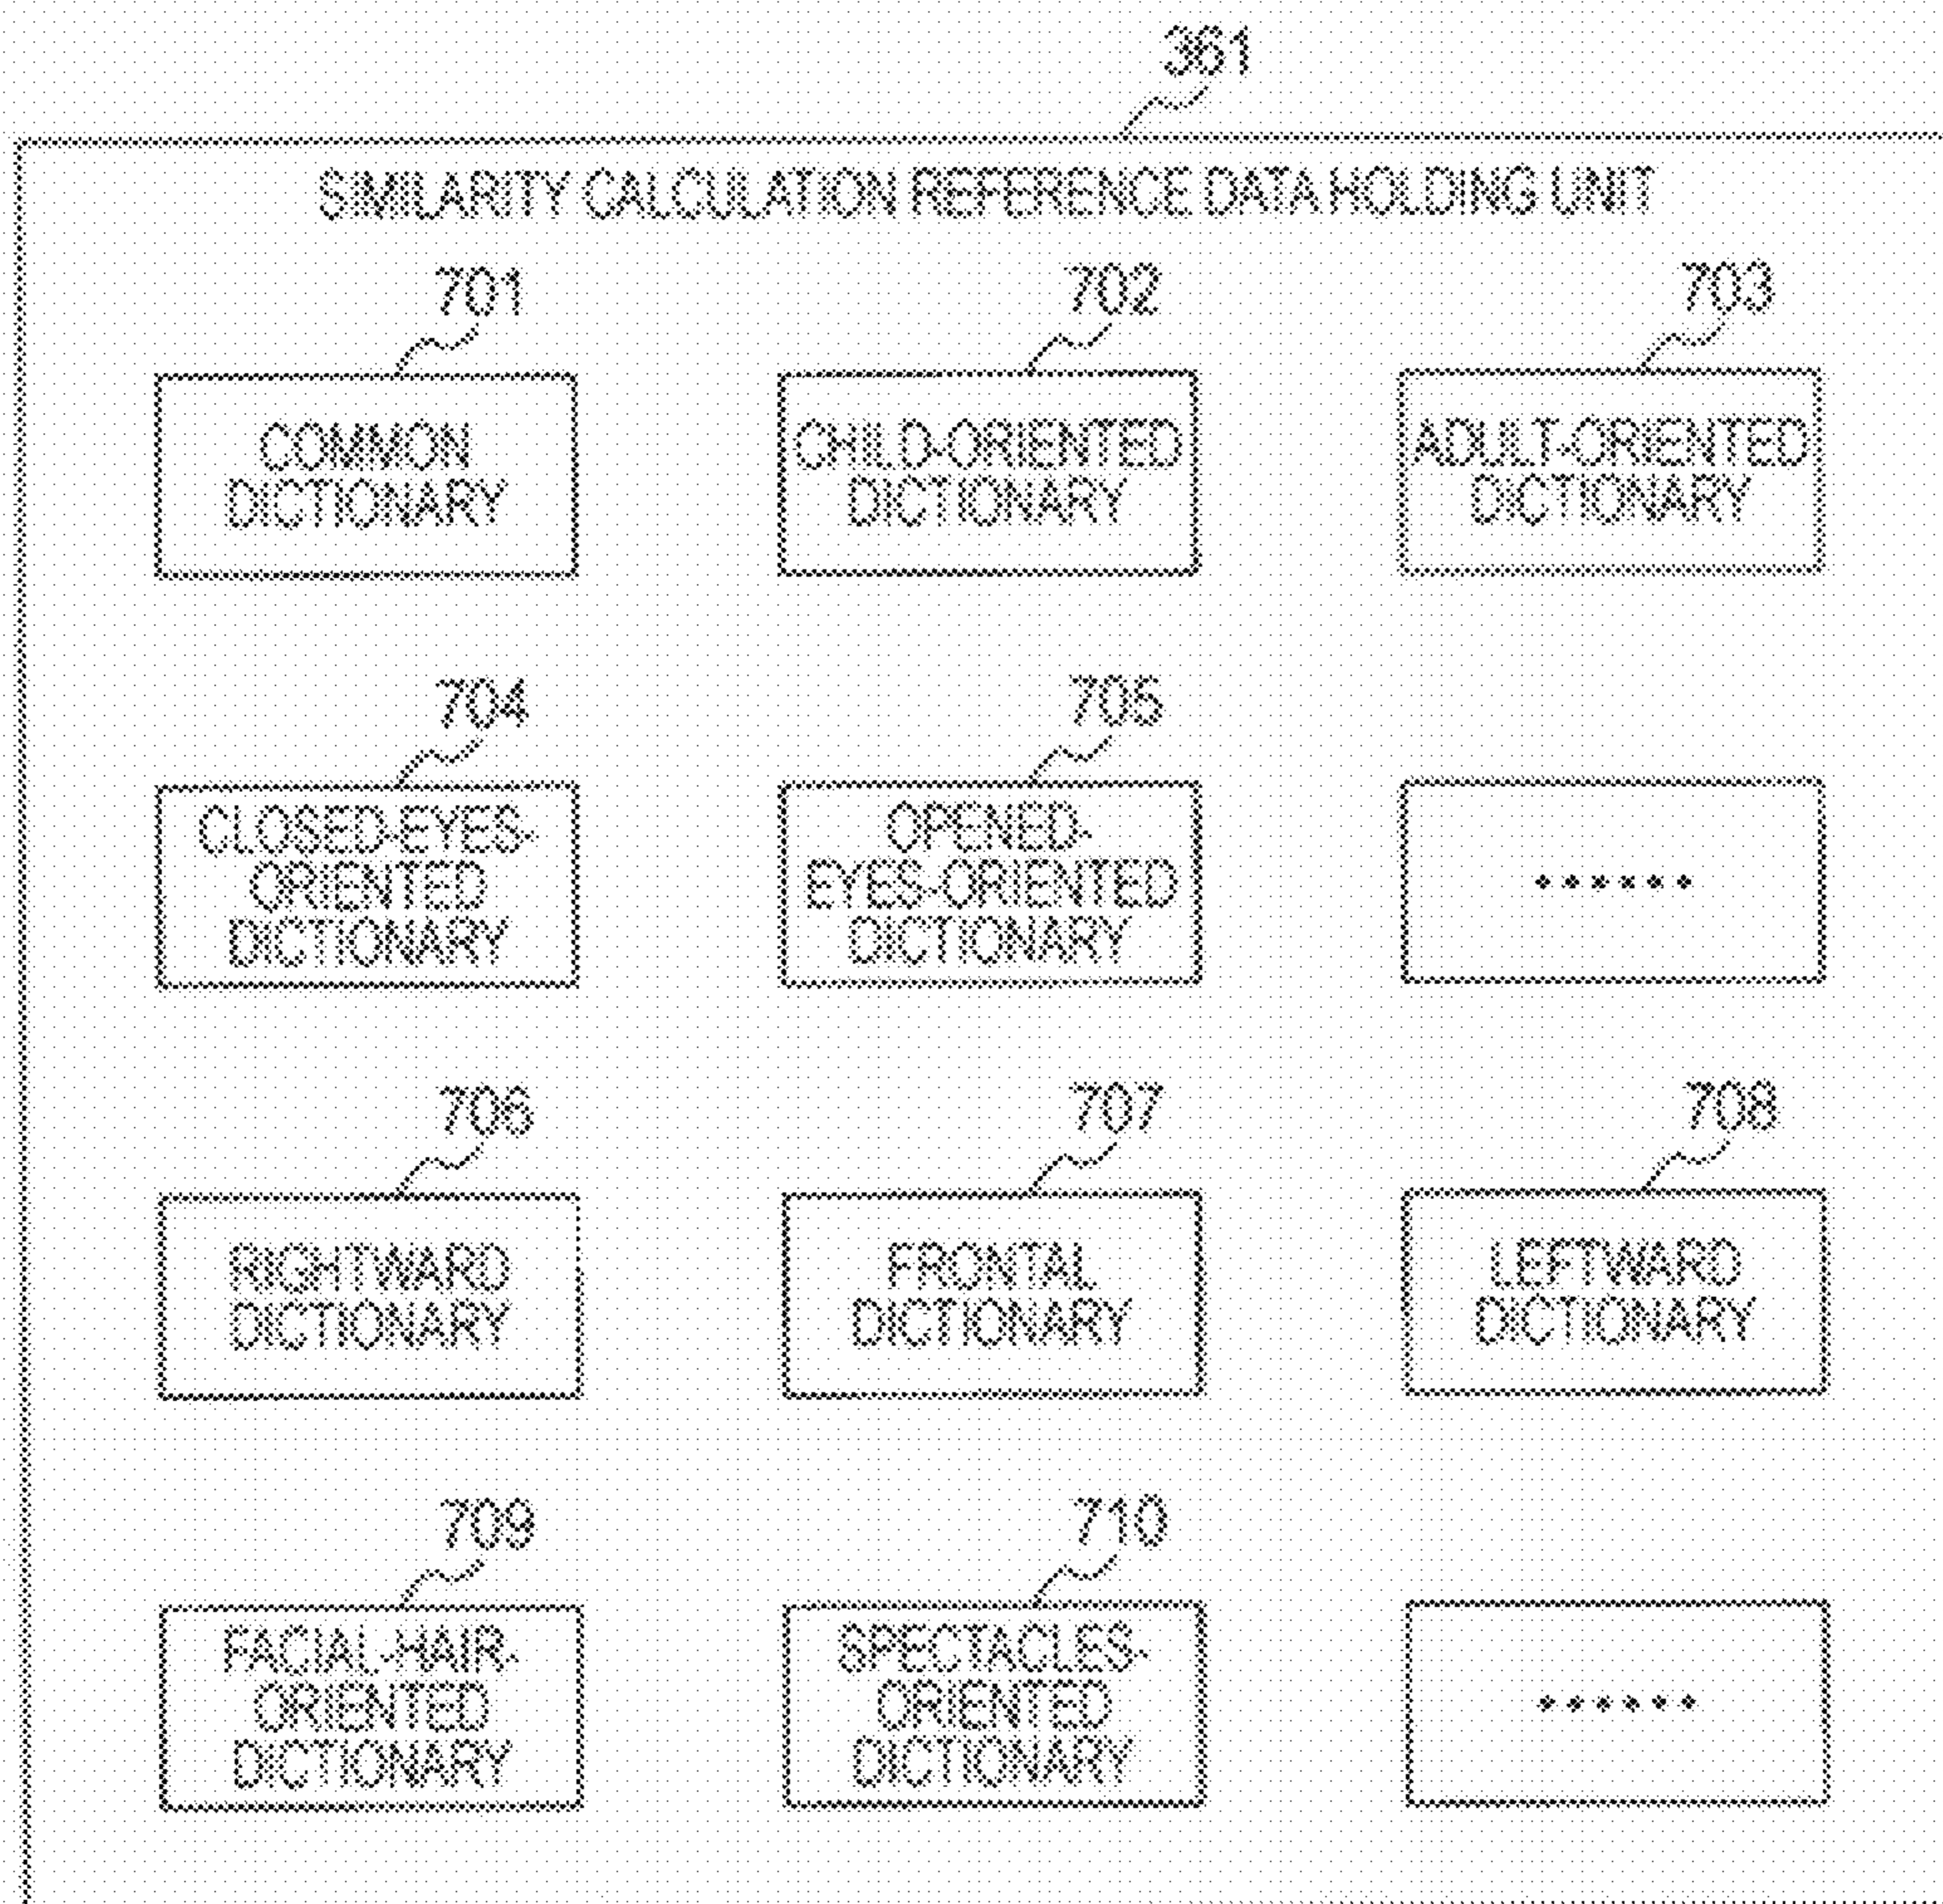 361
SIMILARITY CALCULATION REFERENCE DATA HOLDING UNIT
701
702
703
COMMON
DICTIONARY
CHILD-ORIENTED
DICTIONARY
ADULT-ORIENTED
DICTIONARY
704
705
CLOSED-EYES-
ORIENTED
DICTIONARY
OPENED-
EYES-ORIENTED
DICTIONARY
••••••
706
707
708
RIGHTWARD
DICTIONARY
FRONTAL
DICTIONARY
LEFTWARD
DICTIONARY
709
710
FACIAL-HAIR-
ORIENTED
DICTIONARY
SPECTACLES-
ORIENTED
DICTIONARY
••••••